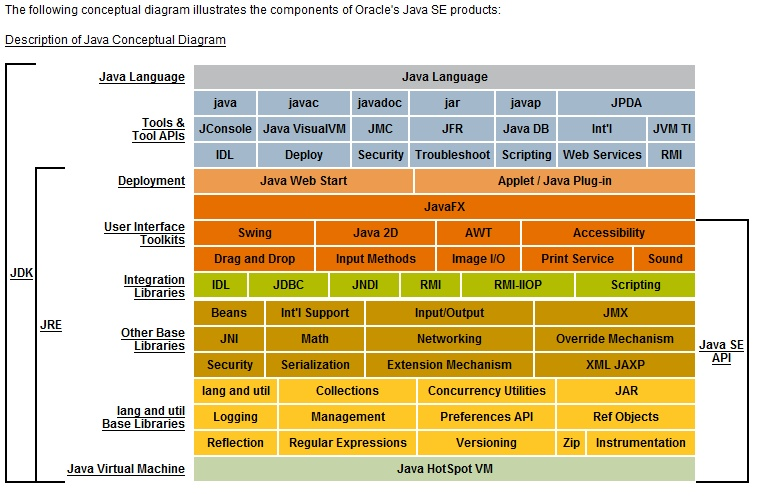 The following conceptual diagram illustrates the components of Oracle's Java SE products:
Description of Java Conceptual Diagram
Java Language Java Language
java javac javadoc jar javap JPDA
Tools & Tool APIs
JConsole Java VisualVM JMC JFR Java DB Int'l JVM TI
IDL Deploy Security Troubleshoot Scripting Web Services RMI
Deployment Java Web Start Applet / Java Plug-in
JavaFX
User Interface Toolkits
Swing Java 2D AWT Accessibility
Drag and Drop Input Methods Image I/O Print Service Sound
Integration Libraries
IDL JDBC JNDI RMI RMI-IIOP Scripting
JDK
JRE
Beans Int'l Support Input/Output JMX
Other Base Libraries
JNI Math Networking Override Mechanism
Security Serialization Extension Mechanism XML JAXP
Java SE API
lang and util Collections Concurrency Utilities JAR
lang and util Base Libraries
Logging Management Preferences API Ref Objects
Reflection Regular Expressions Versioning Zip Instrumentation
Java Virtual Machine Java HotSpot VM